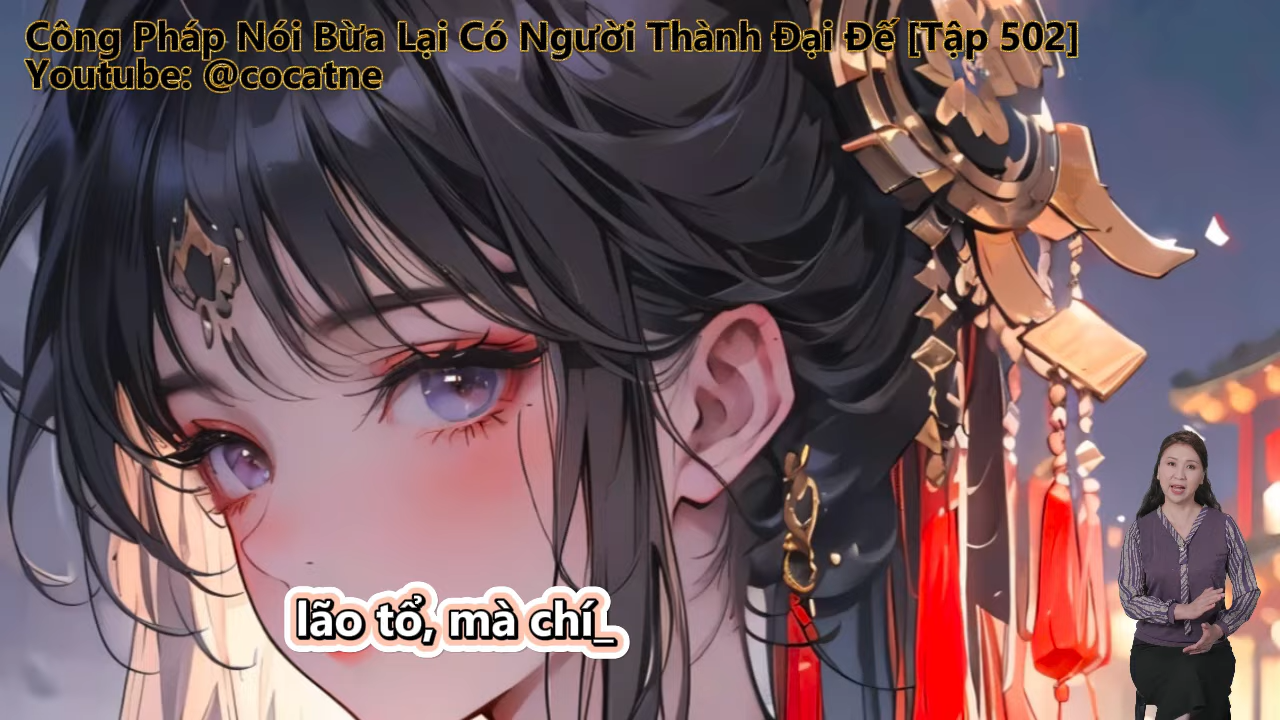 Công Pháp Nói Bừa Lại Có Người Thành Đại Đế [Tập 502]
Youtube: @cocatne
lão tổ, mà chí_